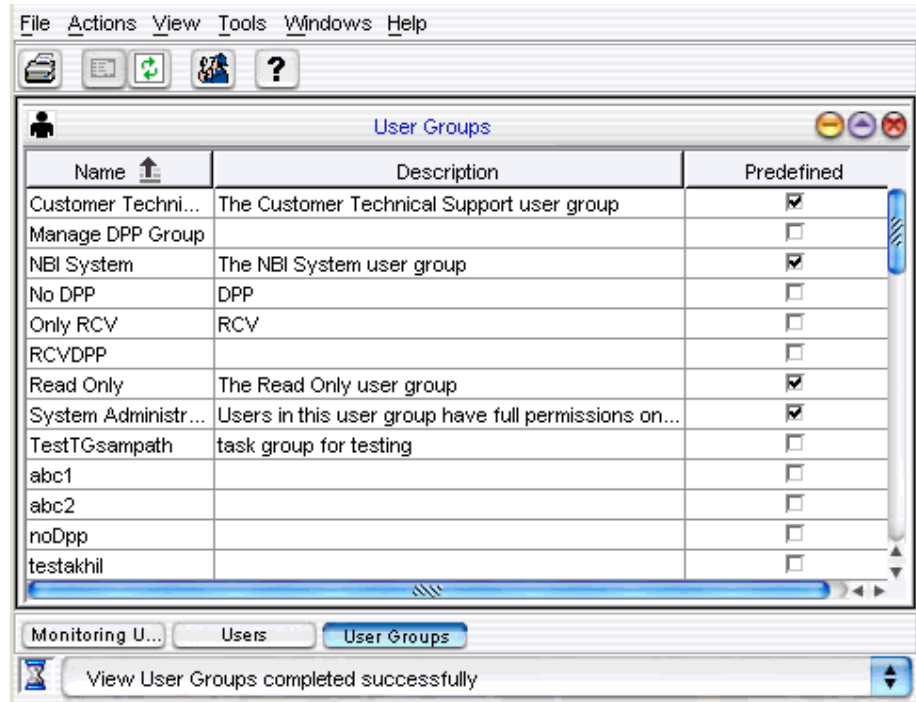 File Actions View Tools Windows Help
?
User Groups
Name Description Predefined
Customer Techni... The Customer Technical Support user group
Manage DPP Group
NBI System The NBI System user group
No DPP DPP
Only RCV RCV
RCVDPP
Read Only The Read Only user group
System Administr... Users in this user group have full permissions on...
TestTGsampath task group for testing
abc1
abc2
noDpp
testakhil
Monitoring U... Users User Groups
View User Groups completed successfully